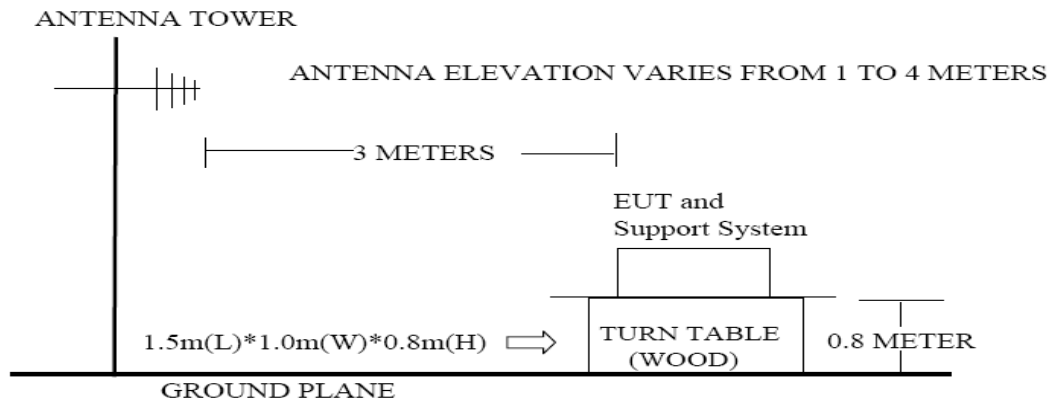 ANTENNA TOWER
ANTENNA ELEVATION VARIES FROM 1 TO 4 METERS
3 METERS
EUT and
Support System
1.5m(L)*1.0m(W)*0.8m(H)
TURN TABLE
(WOOD)
0.8 METER
GROUND PLANE